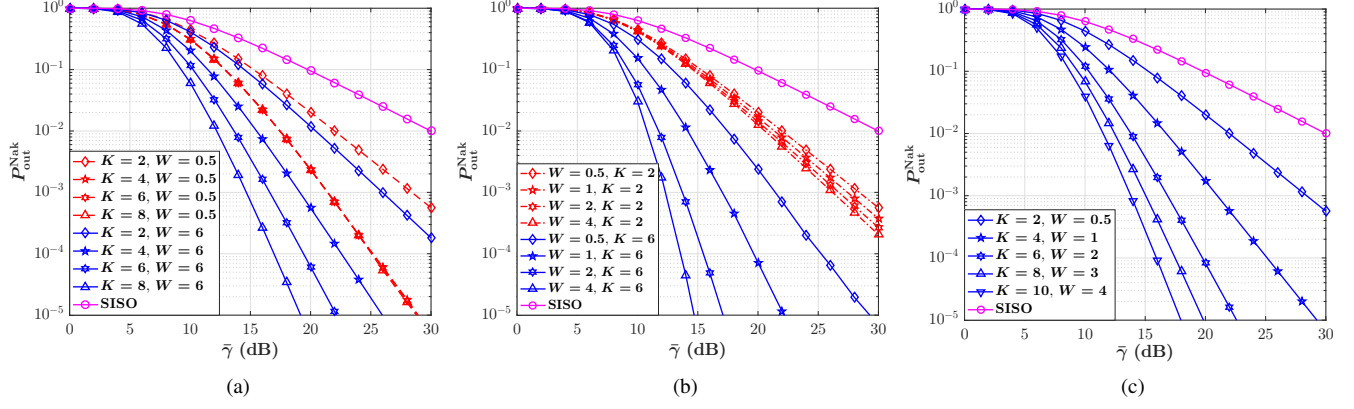 10^0
10^{-1}
10^{-2}
10^{-3}
10^{-4}
10^{-5}
P_{out}^{Nak}
K = 2, W = 0.5
K = 4, W = 0.5
K = 6, W = 0.5
K = 8, W = 0.5
K = 2, W = 6
K = 4, W = 6
K = 6, W = 6
K = 8, W = 6
SISO
0 5 10 15 20 25 30
γ̄ (dB)
(a)
10^0
10^{-1}
10^{-2}
10^{-3}
10^{-4}
10^{-5}
P_{out}^{Nak}
W = 0.5, K = 2
W = 1, K = 2
W = 2, K = 2
W = 4, K = 2
W = 0.5, K = 6
W = 1, K = 6
W = 2, K = 6
W = 4, K = 6
SISO
0 5 10 15 20 25 30
γ̄ (dB)
(b)
10^0
10^{-1}
10^{-2}
10^{-3}
10^{-4}
10^{-5}
P_{out}^{Nak}
K = 2, W = 0.5
K = 4, W = 1
K = 6, W = 2
K = 8, W = 3
K = 10, W = 4
SISO
0 5 10 15 20 25 30
γ̄ (dB)
(c)